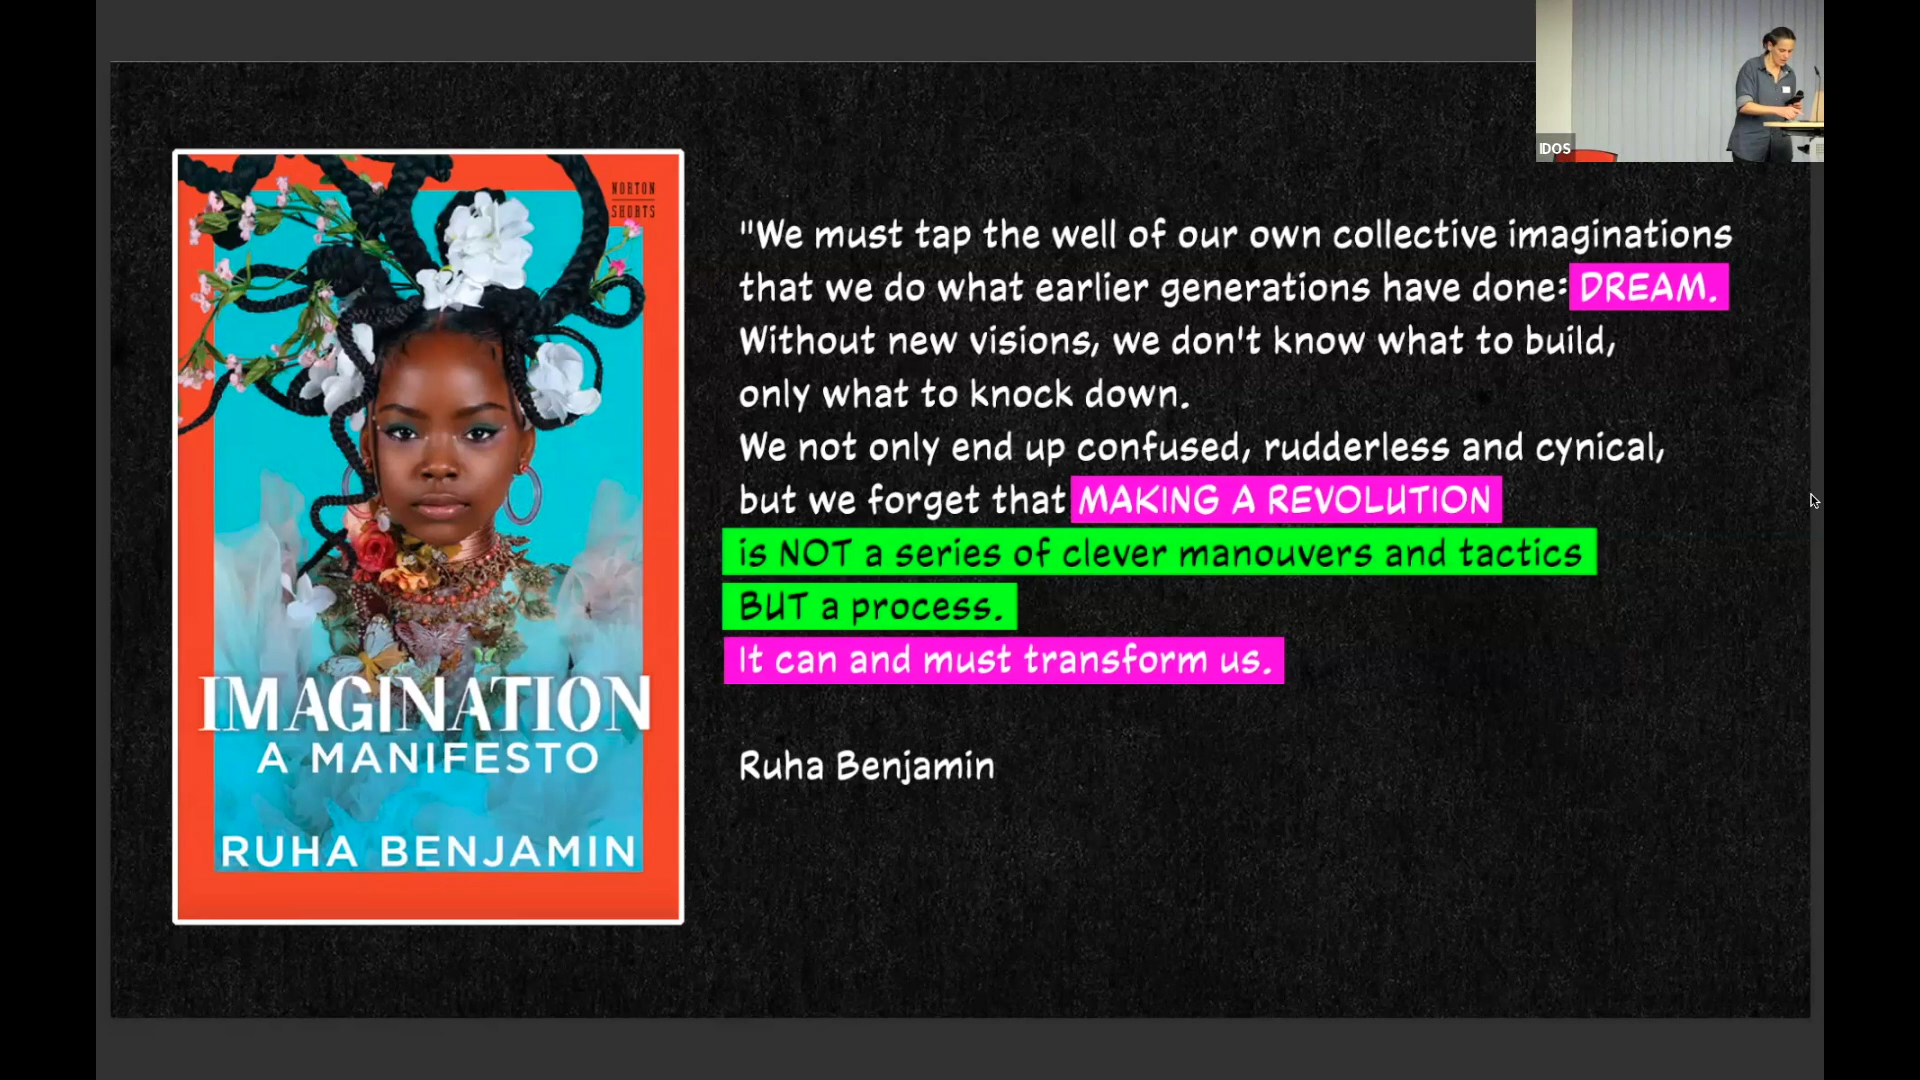 IDOS
NORTON
SHORTS
IMAGINATION
A MANIFESTO
RUHA BENJAMIN
"We must tap the well of our own collective imaginations
that we do what earlier generations have done: DREAM.
Without new visions, we don't know what to build,
only what to knock down.
We not only end up confused, rudderless and cynical,
but we forget that MAKING A REVOLUTION
is NOT a series of clever manouvers and tactics
BUT a process.
It can and must transform us.
Ruha Benjamin